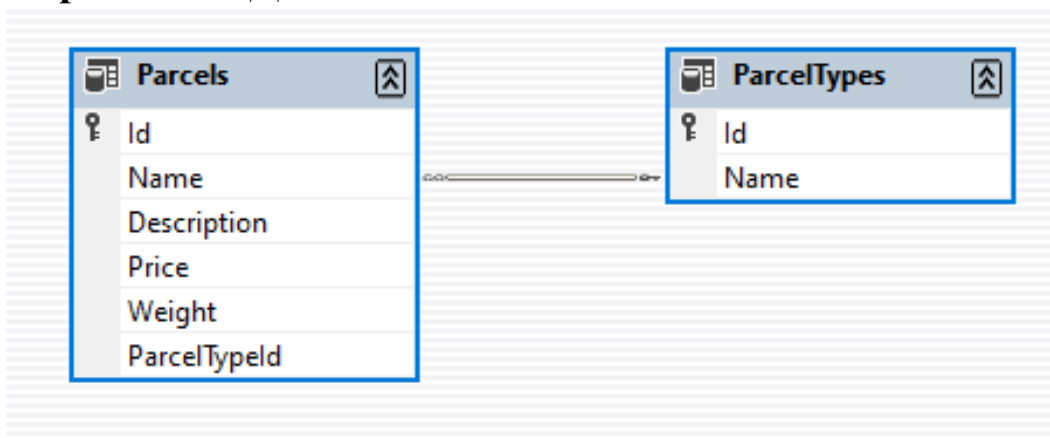 Parcels
Id
Name
Description
Price
Weight
ParcelTypeId
ParcelTypes
Id
Name